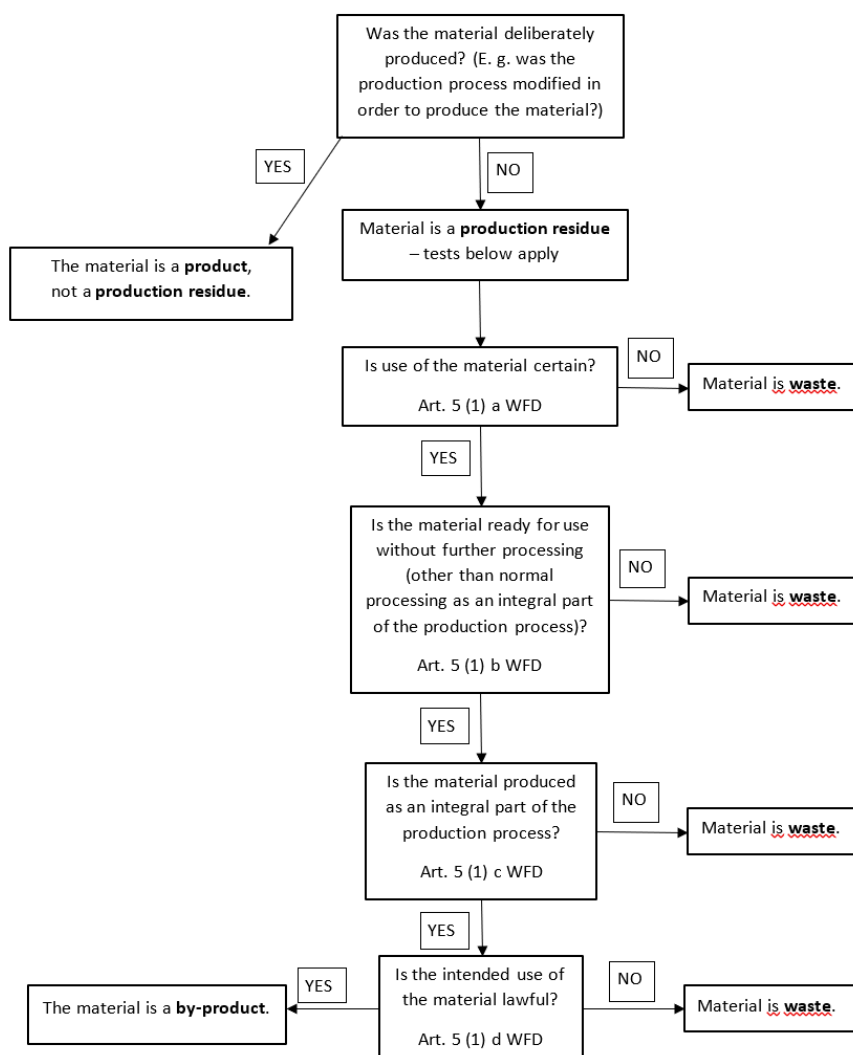 Was the material deliberately
produced? (E. g. was the
production process modified in
order to produce the material?)
YES
NO
The material is a product,
not a production residue.
Material is a production residue
– tests below apply
Is use of the material certain?
Art. 5 (1) a WFD
NO
Material is waste.
YES
Is the material ready for use
without further processing
(other than normal
processing as an integral part
of the production process)?
Art. 5 (1) b WFD
NO
Material is waste.
YES
Is the material produced
as an integral part of the
production process?
Art. 5 (1) c WFD
NO
Material is waste.
YES
Is the intended use of
the material lawful?
Art. 5 (1) d WFD
YES
The material is a by-product.
NO
Material is waste.